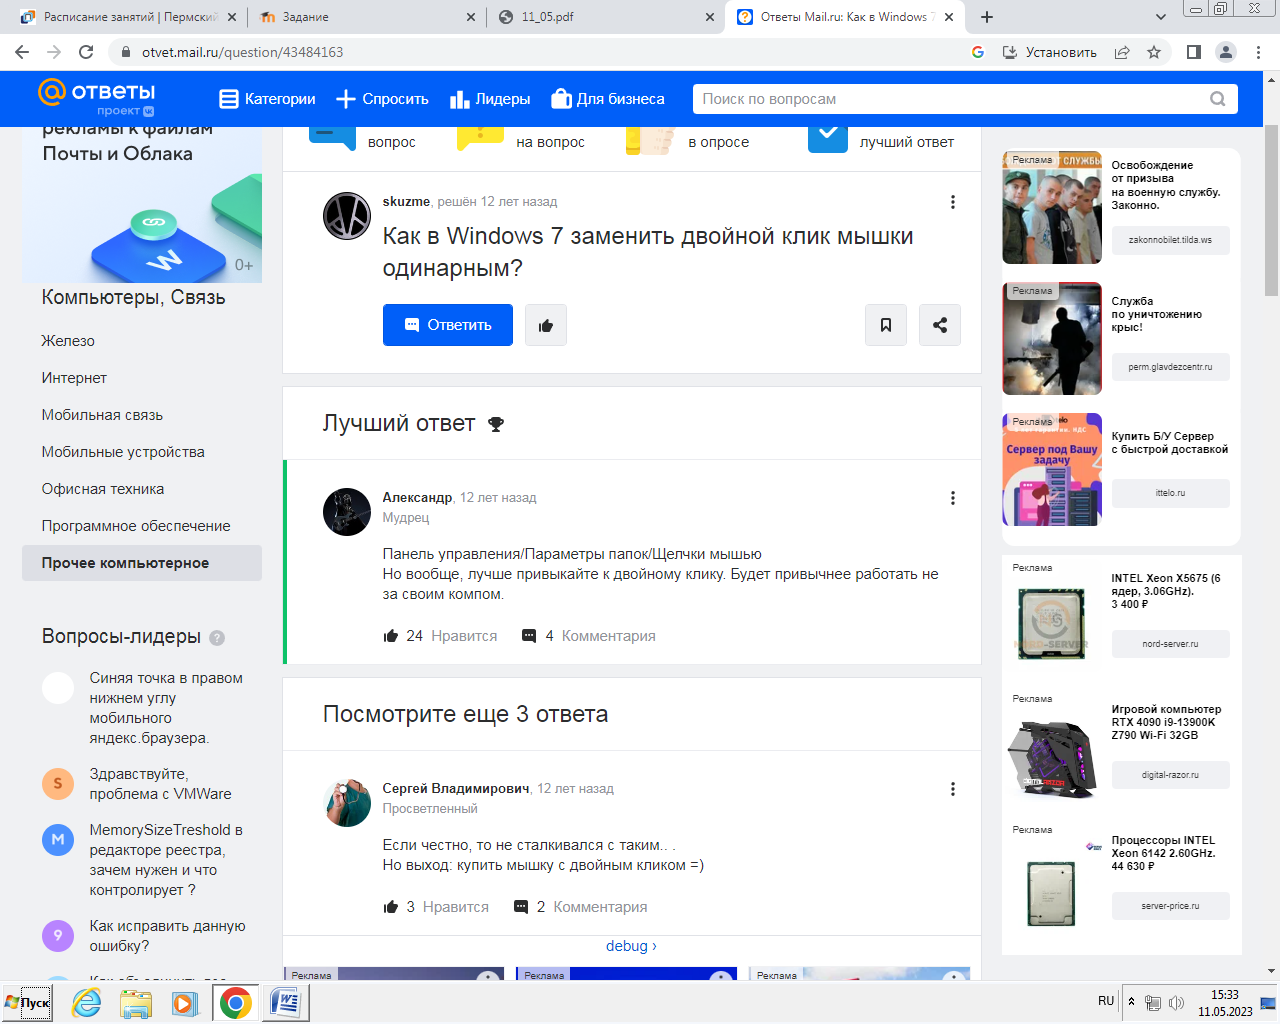 Расписание занятий | Пермский
Задание
11_05.pdf
Ответы Mail.ru: Как в Windows 7
otvet.mail.ru/question/43484163
Установить
ответы
проект
Категории
Спросить
Лидеры
Для бизнеса
Поиск по вопросам
рекламы к файлам
Почты и Облака
W
0+
Компьютеры, Связь
Железо
Интернет
Мобильная связь
Мобильные устройства
Офисная техника
Программное обеспечение
Прочее компьютерное
Вопросы-лидеры ?
Синяя точка в правом
нижнем углу
мобильного
яндекс.браузера.
S
Здравствуйте,
проблема с VMWare
M
MemorySizeTreshold в
редакторе реестра,
зачем нужен и что
контролирует ?
9
Как исправить данную
ошибку?
вопрос
на вопрос
в опросе
лучший ответ
skuzme, решён 12 лет назад
Как в Windows 7 заменить двойной клик мышки
одинарным?
Ответить
Лучший ответ
Александр, 12 лет назад
Мудрец
Панель управления/Параметры папок/Щелчки мышью
Но вообще, лучше привыкайте к двойному клику. Будет привычнее работать не
за своим компом.
24 Нравится 4 Комментария
Посмотрите еще 3 ответа
Сергей Владимирович, 12 лет назад
Просветленный
Если честно, то не сталкивался с таким.. .
Но выход: купить мышку с двойным кликом =)
3 Нравится 2 Комментария
debug ›
Реклама
Реклама
Реклама
Реклама
Освобождение
от призыва
на военную службу.
Законно.
zakonnobilet.tilda.ws
Реклама
Служба
по уничтожению
крыс!
perm.glavdezcentr.ru
Реклама
Сервер под Вашу
задачу
Купить Б/У Сервер
с быстрой доставкой
ittelo.ru
Реклама
INTEL Xeon X5675 (6
ядер, 3.06GHz).
3 400 ₽
nord-server.ru
Реклама
Игровой компьютер
RTX 4090 i9-13900K
Z790 Wi-Fi 32GB
digital-razor.ru
Реклама
Процессоры INTEL
Xeon 6142 2.60GHz.
44 630 ₽
server-price.ru
Пуск
RU
15:33
11.05.2023